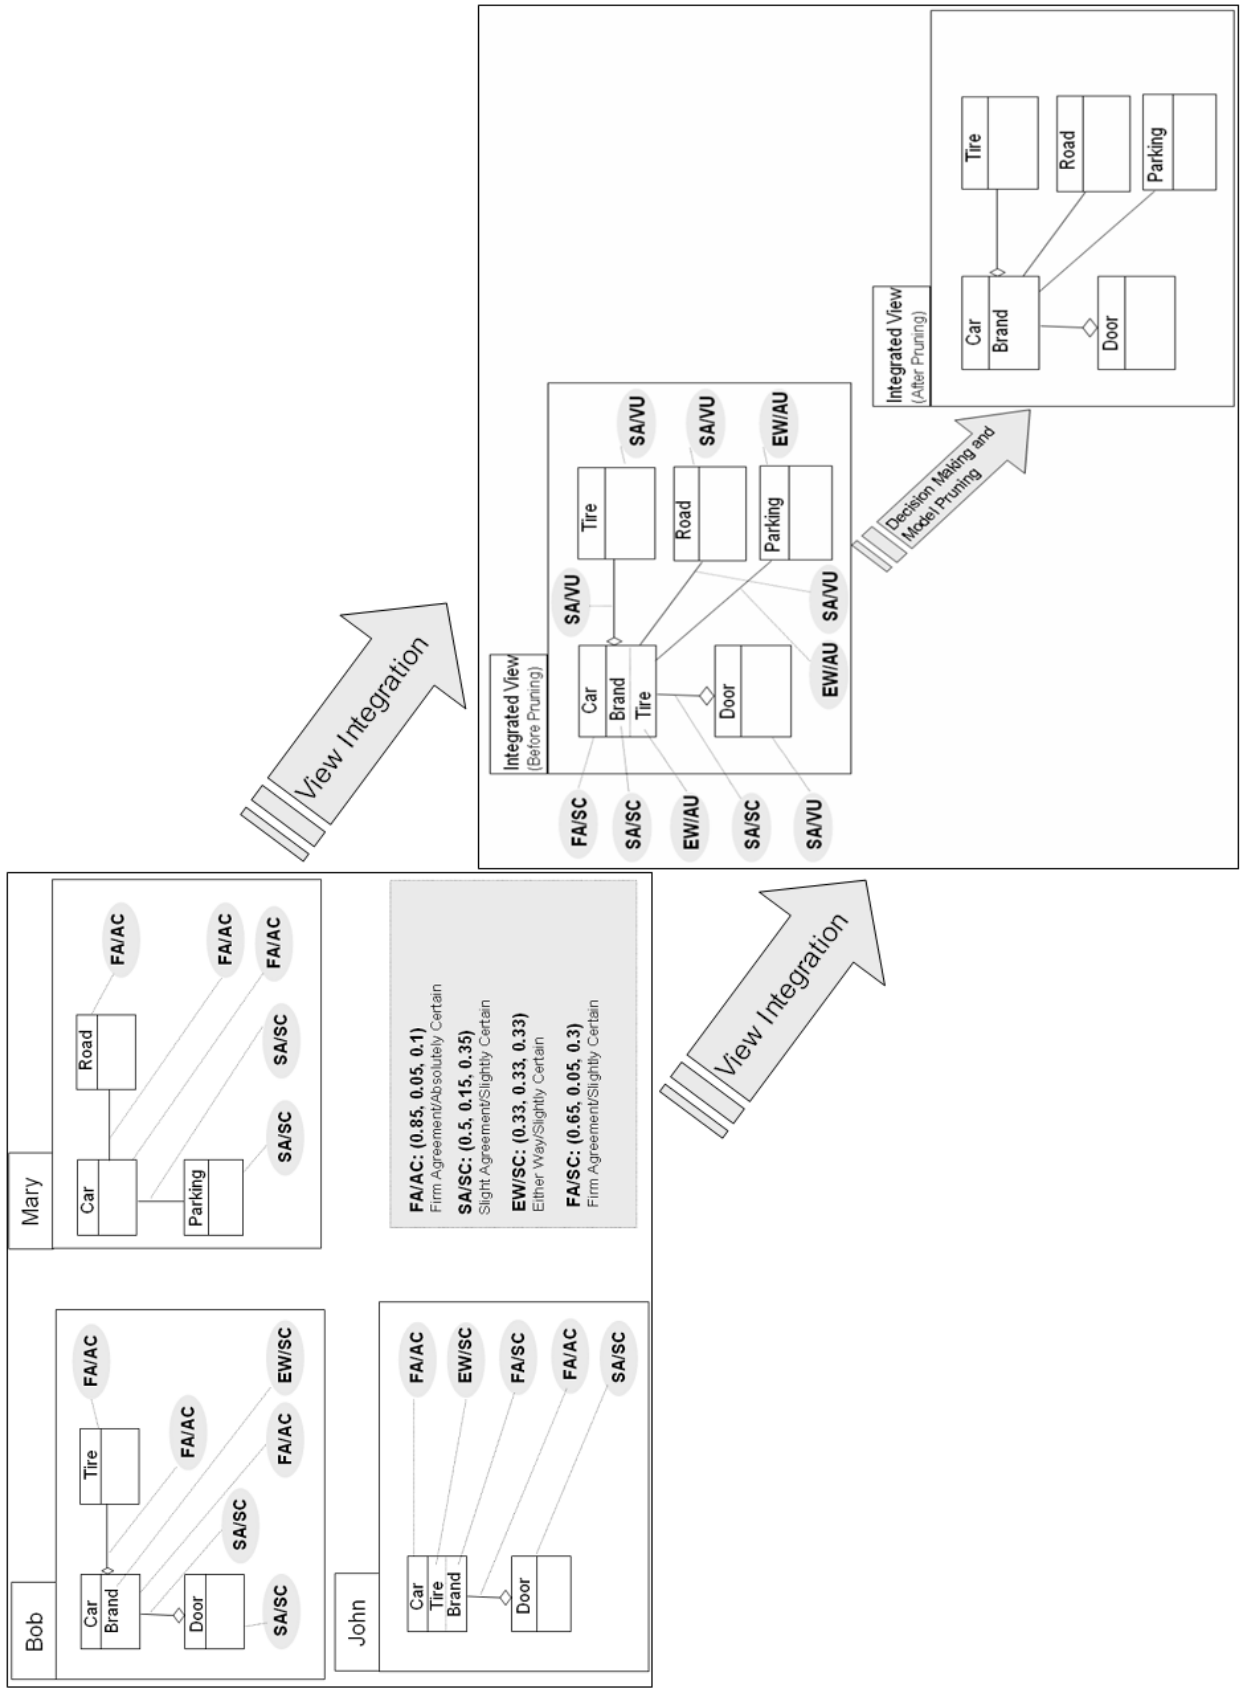 Bob
Car
Brand
Tire
Door
FA/AC
FA/AC
EW/SC
FA/AC
SA/SC
SA/SC
Mary
Car
Road
Parking
FA/AC
FA/AC
FA/AC
SA/SC
SA/SC
John
Car
Tire
Brand
Door
FA/AC
EW/SC
FA/SC
FA/AC
SA/SC
FA/AC: (0.85, 0.05, 0.1)
Firm Agreement/Absolutely Certain
SA/SC: (0.5, 0.15, 0.35)
Slight Agreement/Slightly Certain
EW/SC: (0.33, 0.33, 0.33)
Either Way/Slightly Certain
FA/SC: (0.65, 0.05, 0.3)
Firm Agreement/Slightly Certain
View Integration
View Integration
Integrated View
(Before Pruning)
Car
Brand
Tire
Tire
Road
Parking
Door
FA/SC
SA/SC
EW/AU
SA/SC
SA/VU
SA/VU
SA/VU
SA/VU
EW/AU
SA/VU
EW/AU
Decision Making and
Model Pruning
Integrated View
(After Pruning)
Car
Brand
Tire
Road
Parking
Door